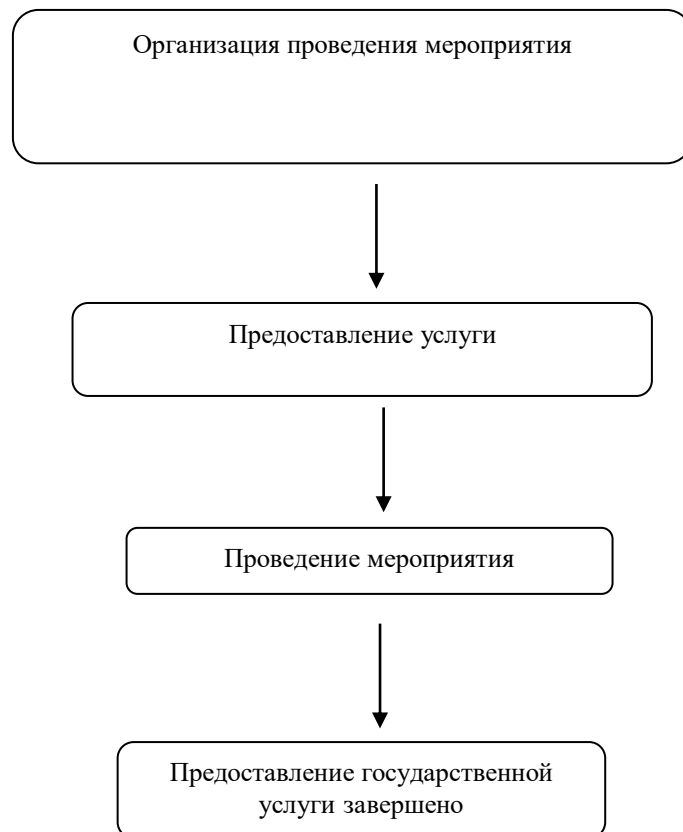 Организация проведения мероприятия
Предоставление услуги
Проведение мероприятия
Предоставление государственной
услуги завершено